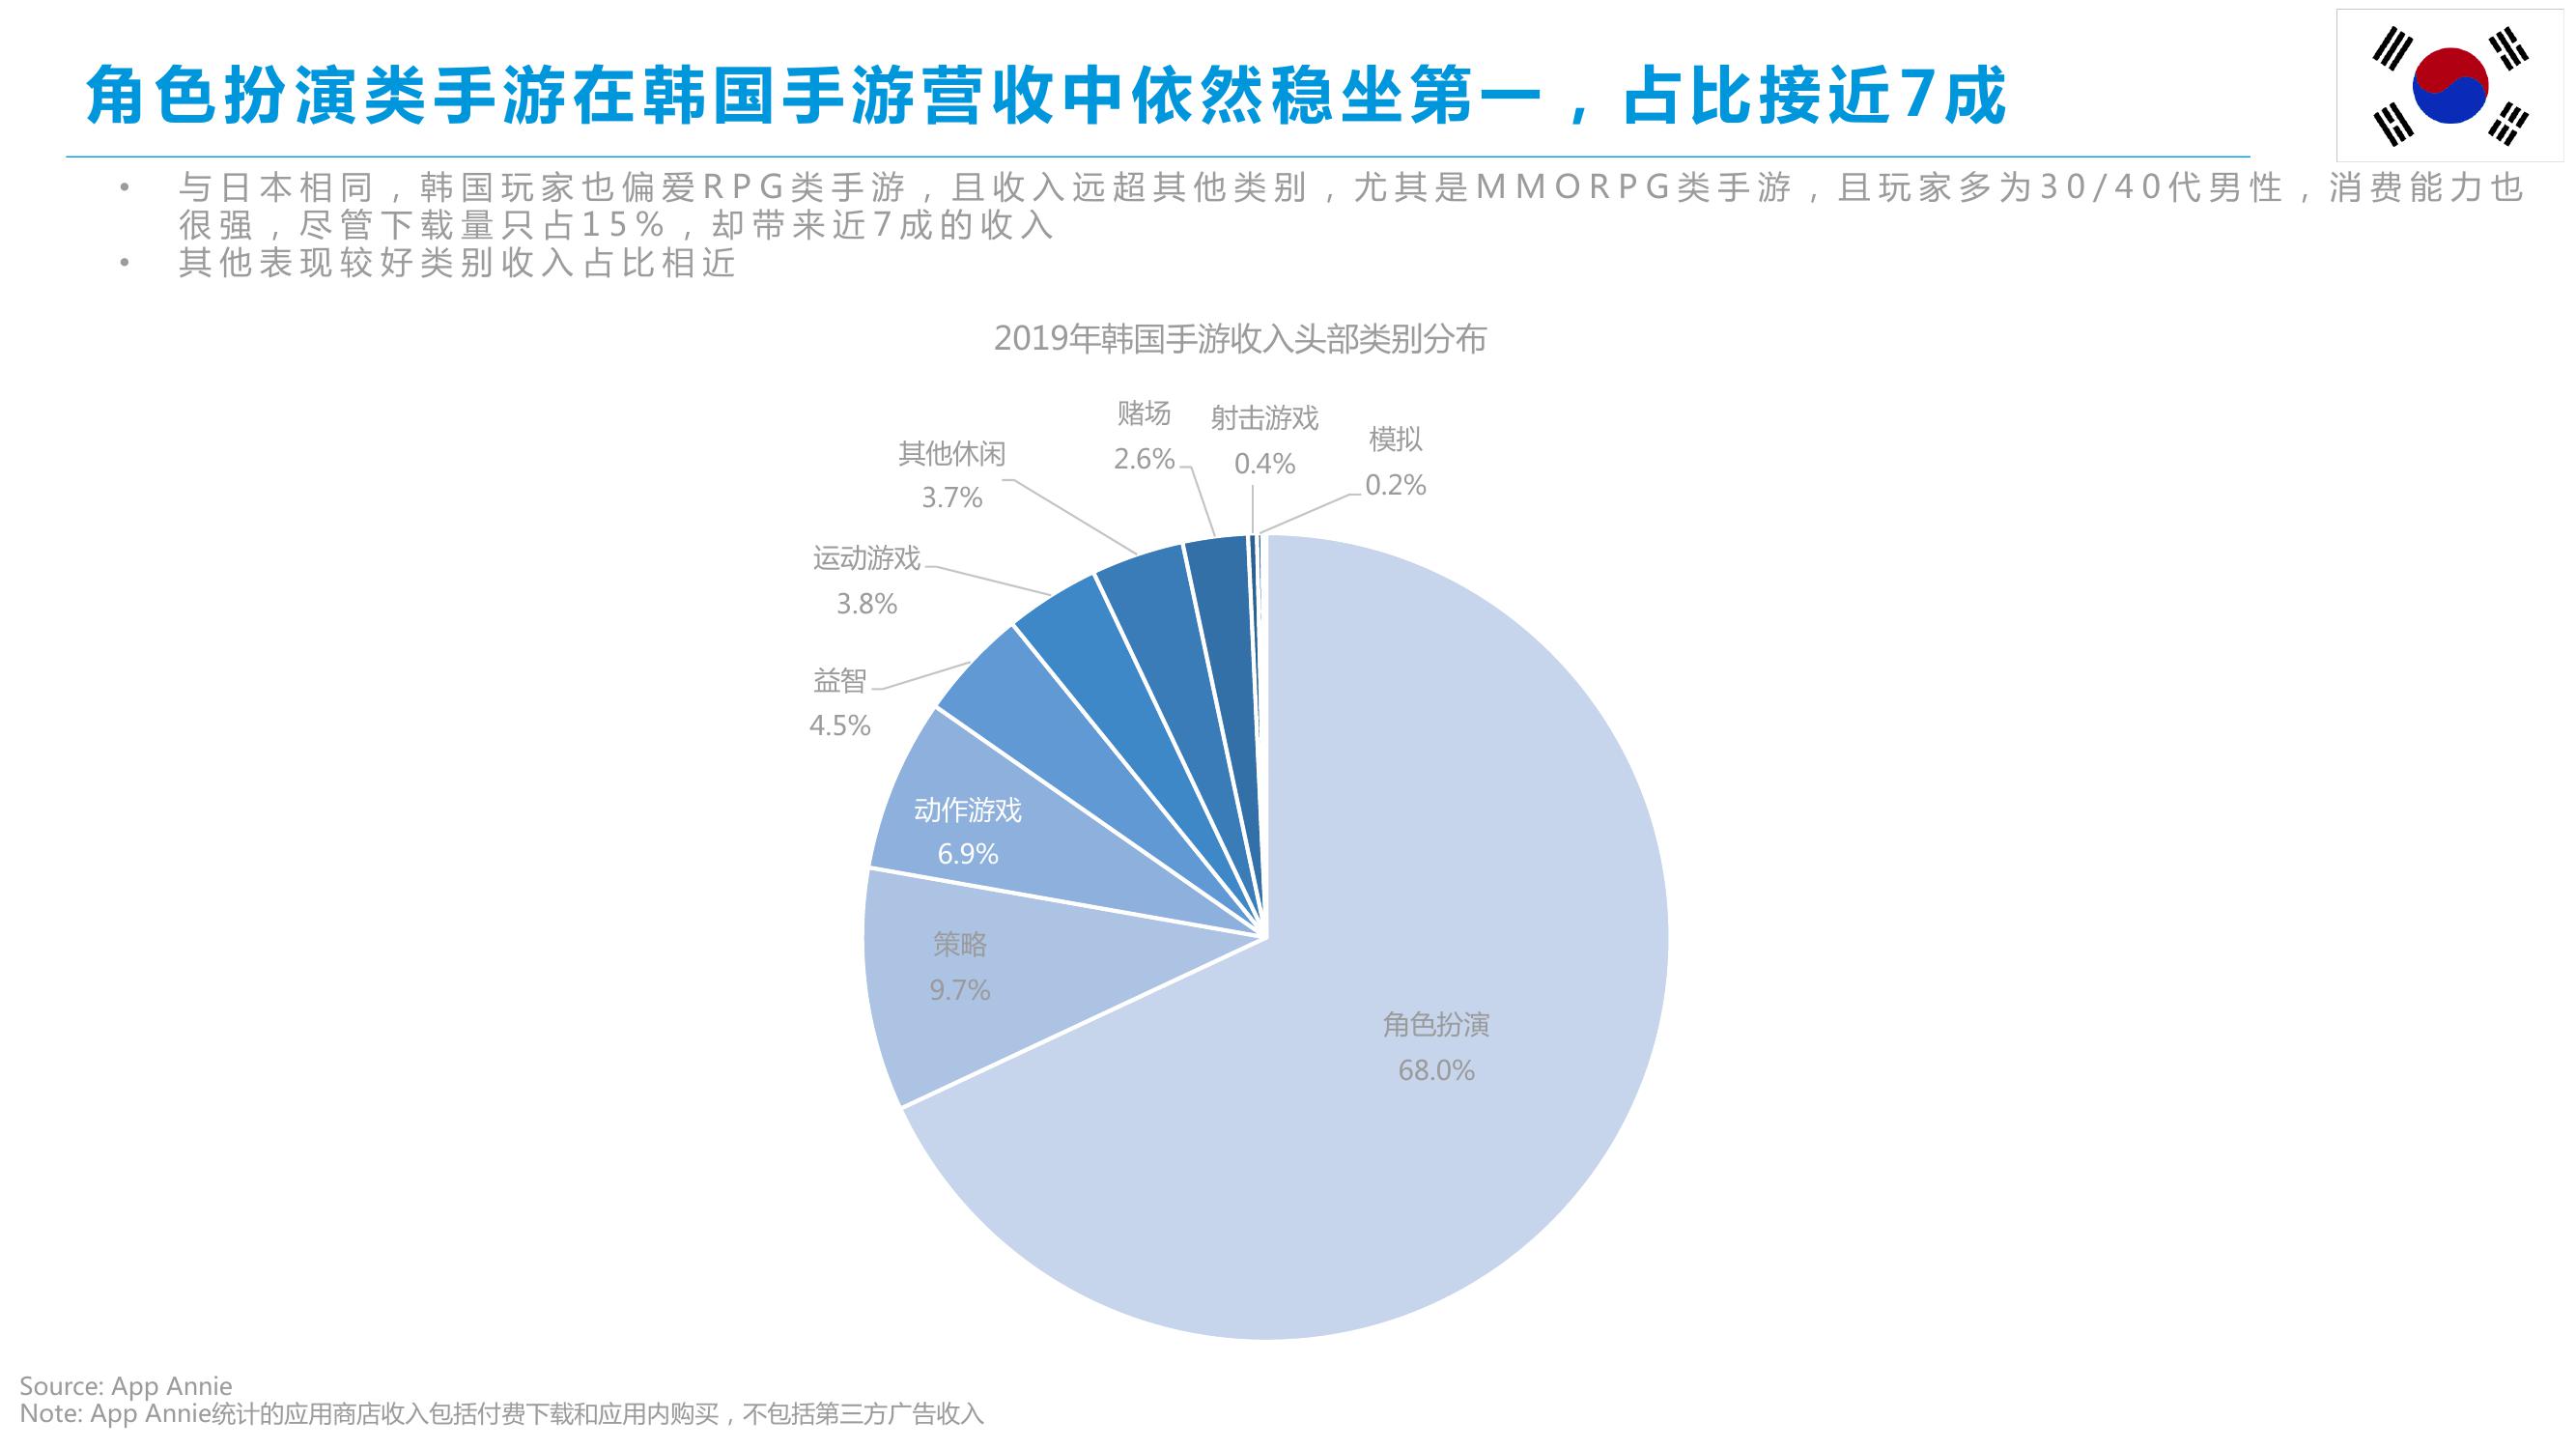 角色扮演类手游在韩国手游营收中依然稳坐第一，占比接近7成
• 与日本相同，韩国玩家也偏爱RPG类手游，且收入远超其他类别，尤其是MMORPG类手游，且玩家多为30/40代男性，消费能力也
很强，尽管下载量只占15%，却带来近7成的收入
• 其他表现较好类别收入占比相近
2019年韩国手游收入头部类别分布
赌场
2.6%
射击游戏
0.4%
模拟
0.2%
其他休闲
3.7%
运动游戏
3.8%
益智
4.5%
动作游戏
6.9%
策略
9.7%
角色扮演
68.0%
Source: App Annie
Note: App Annie统计的应用商店收入包括付费下载和应用内购买，不包括第三方广告收入